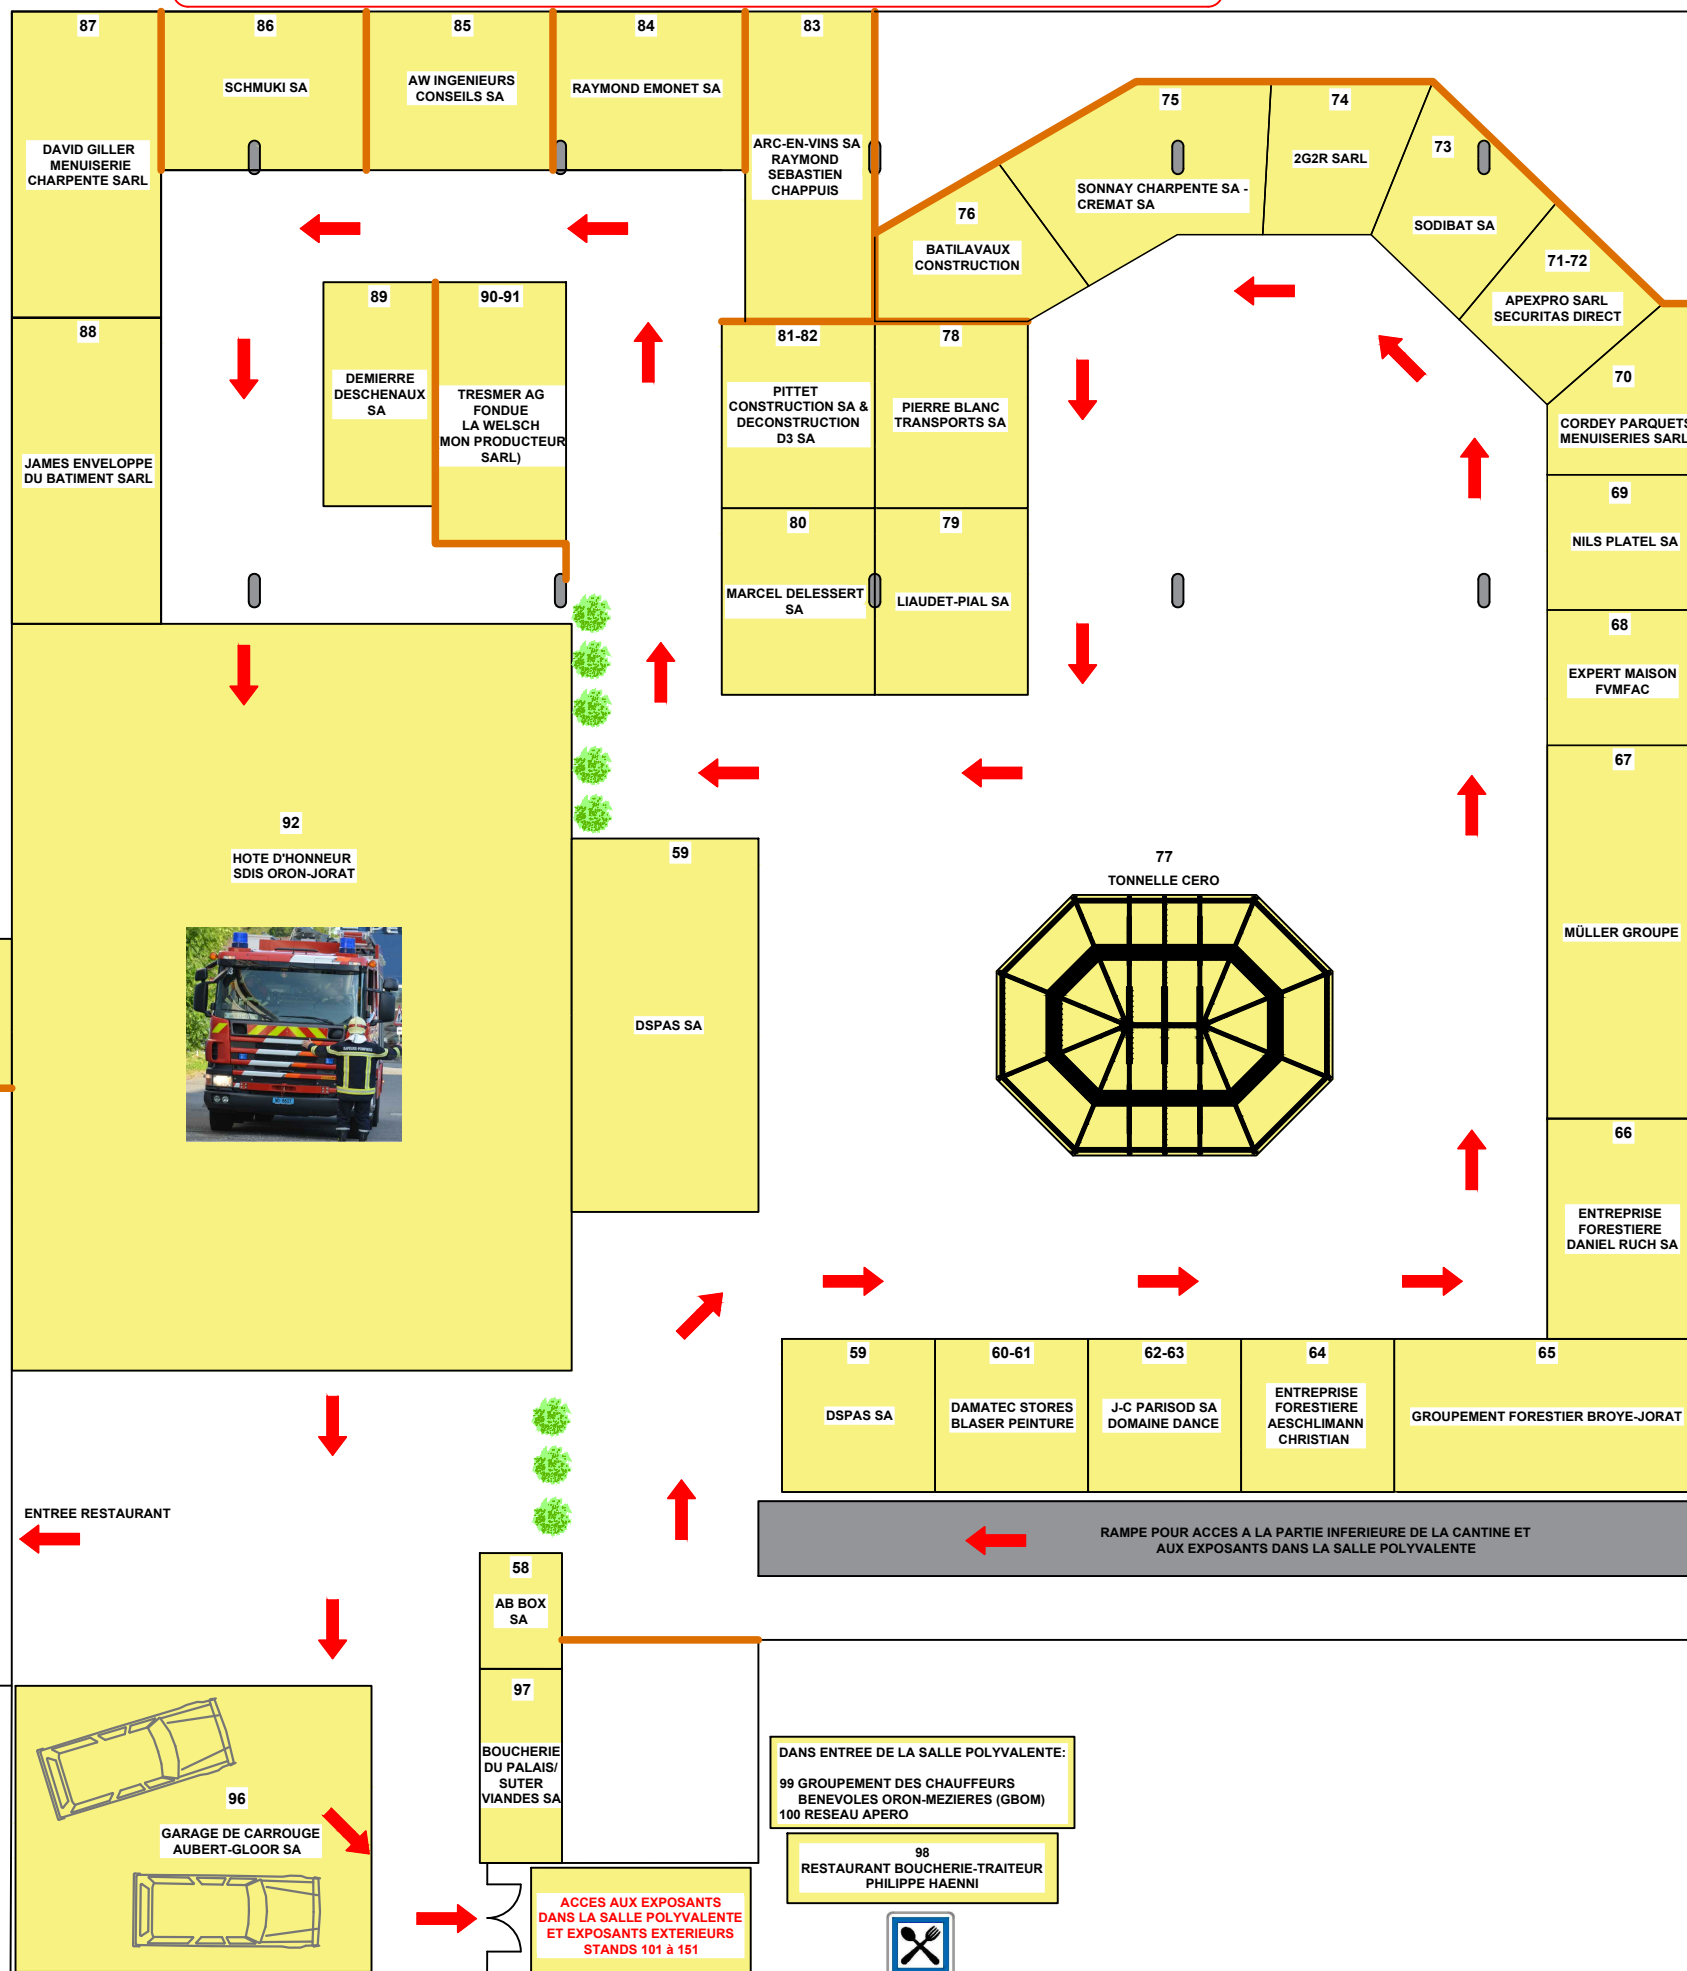 87
DAVID GILLER
MENUISERIE
CHARPENTE SARL
86
SCHMUKI SA
85
AW INGENIEURS
CONSEILS SA
84
RAYMOND EMONET SA
83
ARC-EN-VINS SA
RAYMOND
SEBASTIEN
CHAPPUIS
76
BATILAVAUX
CONSTRUCTION
75
SONNAY CHARPENTE SA -
CREMAT SA
74
2G2R SARL
73
SODIBAT SA
71-72
APEXPRO SARL
SECURITAS DIRECT
70
CORDEY PARQUETS
MENUISERIES SARL
88
JAMES ENVELOPPE
DU BATIMENT SARL
89
DEMIERRE
DESCHENAUX
SA
90-91
TRESMER AG
FONDUE
LA WELSCH
MON PRODUCTEUR
SARL)
81-82
PITTET
CONSTRUCTION SA &
DECONSTRUCTION
D3 SA
78
PIERRE BLANC
TRANSPORTS SA
80
MARCEL DELESSERT
SA
79
LIAUDET-PIAL SA
69
NILS PLATEL SA
68
EXPERT MAISON
FVMFAC
67
MÜLLER GROUPE
92
HOTE D'HONNEUR
SDIS ORON-JORAT
59
DSPAS SA
77
TONNELLE CERO
66
ENTREPRISE
FORESTIERE
DANIEL RUCH SA
59
DSPAS SA
60-61
DAMATEC STORES
BLASER PEINTURE
62-63
J-C PARISOD SA
DOMAINE DANCE
64
ENTREPRISE
FORESTIERE
AESCHLIMANN
CHRISTIAN
65
GROUPEMENT FORESTIER BROYE-JORAT
ENTREE RESTAURANT
RAMPE POUR ACCES A LA PARTIE INFERIEURE DE LA CANTINE ET
AUX EXPOSANTS DANS LA SALLE POLYVALENTE
58
AB BOX
SA
97
BOUCHERIE
DU PALAIS/
SUTER
VIANDES SA
96
GARAGE DE CARROUGE
AUBERT-GLOOR SA
DANS ENTREE DE LA SALLE POLYVALENTE:
99 GROUPEMENT DES CHAUFFEURS
BENEVOLES ORON-MEZIERES (GBOM)
100 RESEAU APERO
98
RESTAURANT BOUCHERIE-TRAITEUR
PHILIPPE HAENNI
ACCES AUX EXPOSANTS
DANS LA SALLE POLYVALENTE
ET EXPOSANTS EXTERIEURS
STANDS 101 à 151